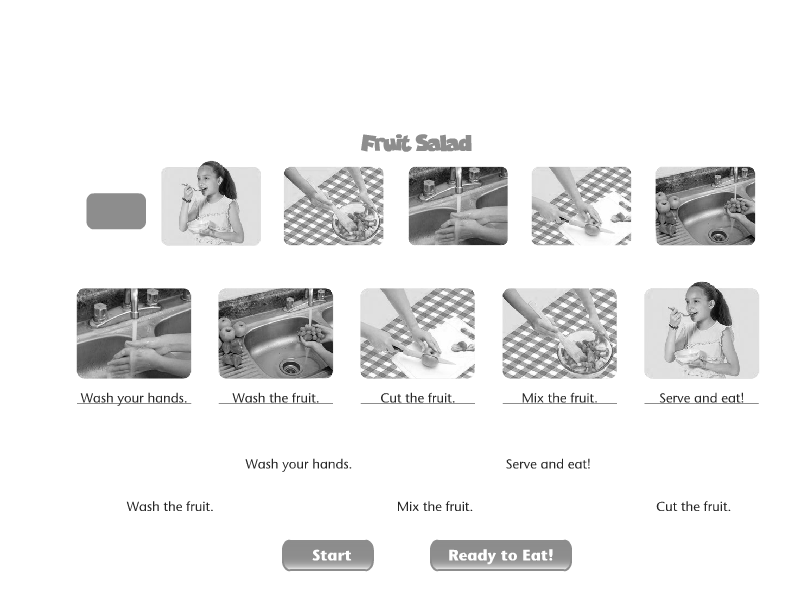 Fruit Salad
Wash your hands. Wash the fruit. Cut the fruit. Mix the fruit. Serve and eat!
Wash your hands. Serve and eat!
Wash the fruit. Mix the fruit. Cut the fruit.
Start Ready to Eat!